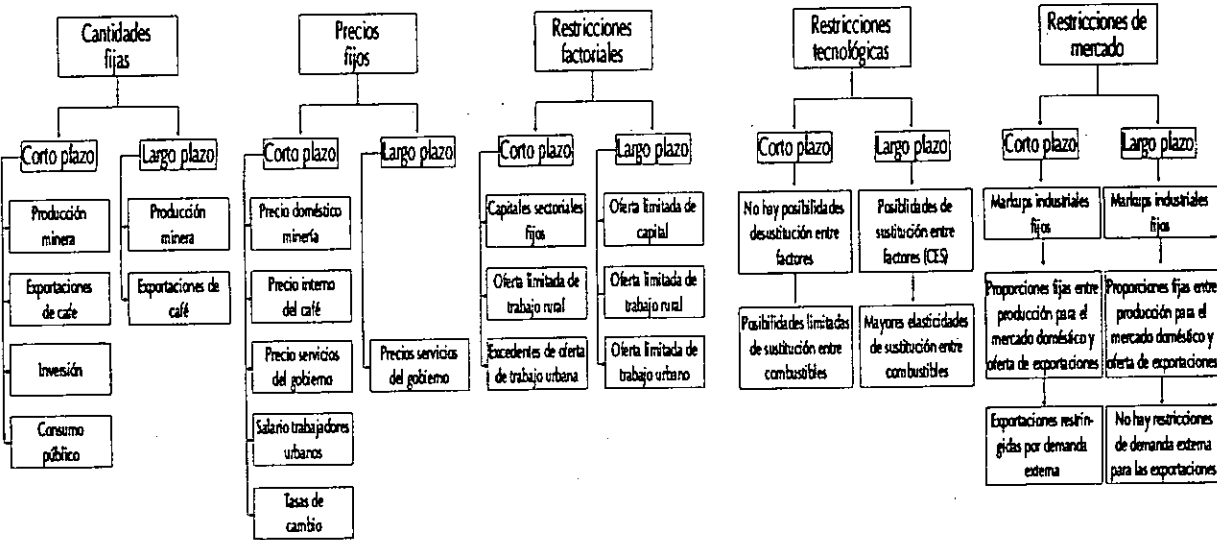 Cantidades
fijas
Corto plazo
Producción
minera
Exportaciones
de cafe
Inversión
Consumo
público
Largo plazo
Producción
minera
Exportaciones de
café
Precios
fijos
Corto plazo
Precio doméstico
minería
Precio interno
del café
Precio servicios
del gobierno
Salario trabajadores
urbanos
Tasas de
cambio
Largo plazo
Precios servicios
del gobierno
Restricciones
factoriales
Corto plazo
Capitales sectoriales
fijos
Oferta limitada de
trabajo rural
Excedentes de oferta
de trabajo urbana
Largo plazo
Oferta limitada de
capital
Oferta limitada de
trabajo rural
Oferta limitada de
trabajo urbano
Restricciones
tecnológicas
Corto plazo
No hay posibilidades
desustitución entre
factores
Posibilidades limitadas
de sustitución entre
combustibles
Largo plazo
Posiblidades de
sustitución entre
factores (CES)
Mayores elasticidades
de sustitución entre
combustibles
Restricciones de
mercado
Corto plazo
Markups industriales
fijos
Proporciones fijas entre
producción para el
mercado doméstico y
oferta de exportaciones
Exportaciones restrin-
gidas por demanda
externa
Largo plazo
Markups industriales
fijos
Proporciones fijas entre
producción para el
mercado doméstico y
oferta de exportaciones
No hay restricciones
de demanda externa
para las exportaciones